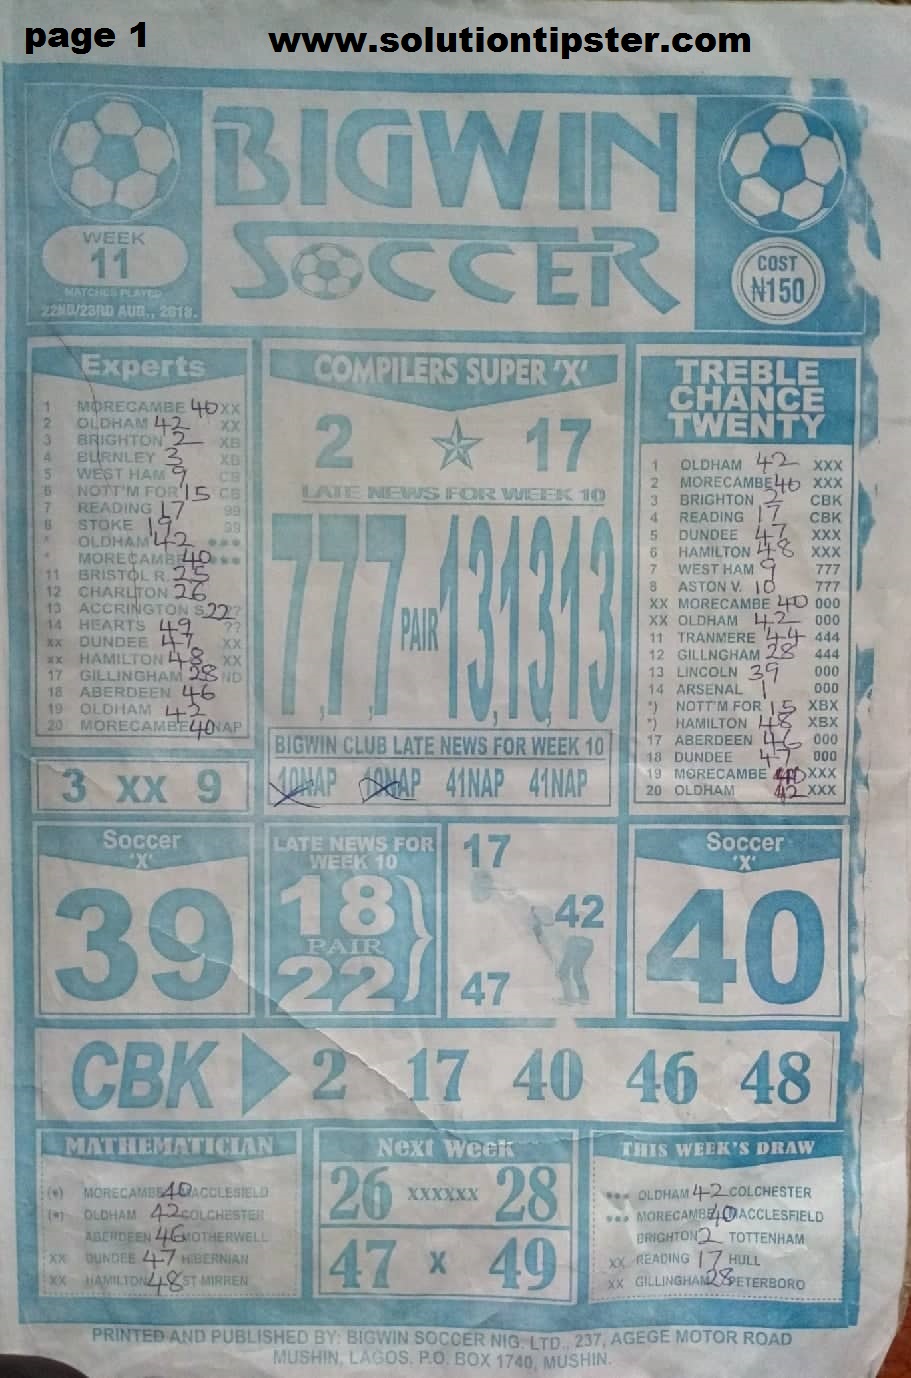 page 1
www.solutiontipster.com
BIGWIN
SOCCER
WEEK
11
MATCHES PLAYED
22ND/23RD AUG., 2018.
COST
₦150
Experts
1 MORECAMBE 40 XX
2 OLDHAM 42 XX
3 BRIGHTON 2 XB
4 BURNLEY 3 XB
5 WEST HAM 9 CB
6 NOTT'M FOR 15 CB
7 READING 17 99
8 STOKE 19 99
* OLDHAM 42 •••
* MORECAMBE 40 •••
11 BRISTOL R. 25
12 CHARLTON 26
13 ACCRINGTON S 22 ??
14 HEARTS 49 ??
xx DUNDEE 47 XX
xx HAMILTON 48 XX
17 GILLINGHAM 28 ND
18 ABERDEEN 46
19 OLDHAM 42
20 MORECAMBE 40 NAP
3 XX 9
COMPILERS SUPER 'X'
2 17
LATE NEWS FOR WEEK 10
7,7,7 PAIR 13,13,13
BIGWIN CLUB LATE NEWS FOR WEEK 10
10NAP 19NAP 41NAP 41NAP
TREBLE
CHANCE
TWENTY
1 OLDHAM 42 XXX
2 MORECAMBE 40 XXX
3 BRIGHTON 2 CBK
4 READING 17 CBK
5 DUNDEE 47 XXX
6 HAMILTON 48 XXX
7 WEST HAM 9 777
8 ASTON V. 10 777
XX MORECAMBE 40 000
XX OLDHAM 42 000
11 TRANMERE 44 444
12 GILLNGHAM 28 444
13 LINCOLN 39 000
14 ARSENAL 1 000
*) NOTT'M FOR 15 XBX
*) HAMILTON 48 XBX
17 ABERDEEN 46 000
18 DUNDEE 47 000
19 MORECAMBE 40 XXX
20 OLDHAM 42 XXX
Soccer
'X'
39
LATE NEWS FOR
WEEK 10
18
PAIR
22
17
42
47
Soccer
'X'
40
CBK 2 17 40 46 48
MATHEMATICIAN
(*) MORECAMBE 40 MACCLESFIELD
(*) OLDHAM 42 COLCHESTER
ABERDEEN 46 MOTHERWELL
XX DUNDEE 47 HIBERNIAN
XX HAMILTON 48 ST MIRREN
Next Week
26 XXXXXX 28
47 X 49
THIS WEEK'S DRAW
••• OLDHAM 42 COLCHESTER
••• MORECAMBE 40 MACCLESFIELD
BRIGHTON 2 TOTTENHAM
XX READING 17 HULL
XX GILLINGHAM 28 PETERBORO
PRINTED AND PUBLISHED BY: BIGWIN SOCCER NIG. LTD., 237, AGEGE MOTOR ROAD
MUSHIN, LAGOS. P.O. BOX 1740, MUSHIN.